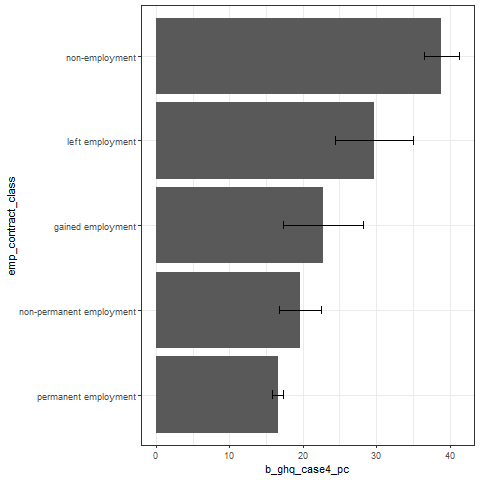 emp_contract_class
non-employment
left employment
gained employment
non-permanent employment
permanent employment
0 10 20 30 40
b_ghq_case4_pc